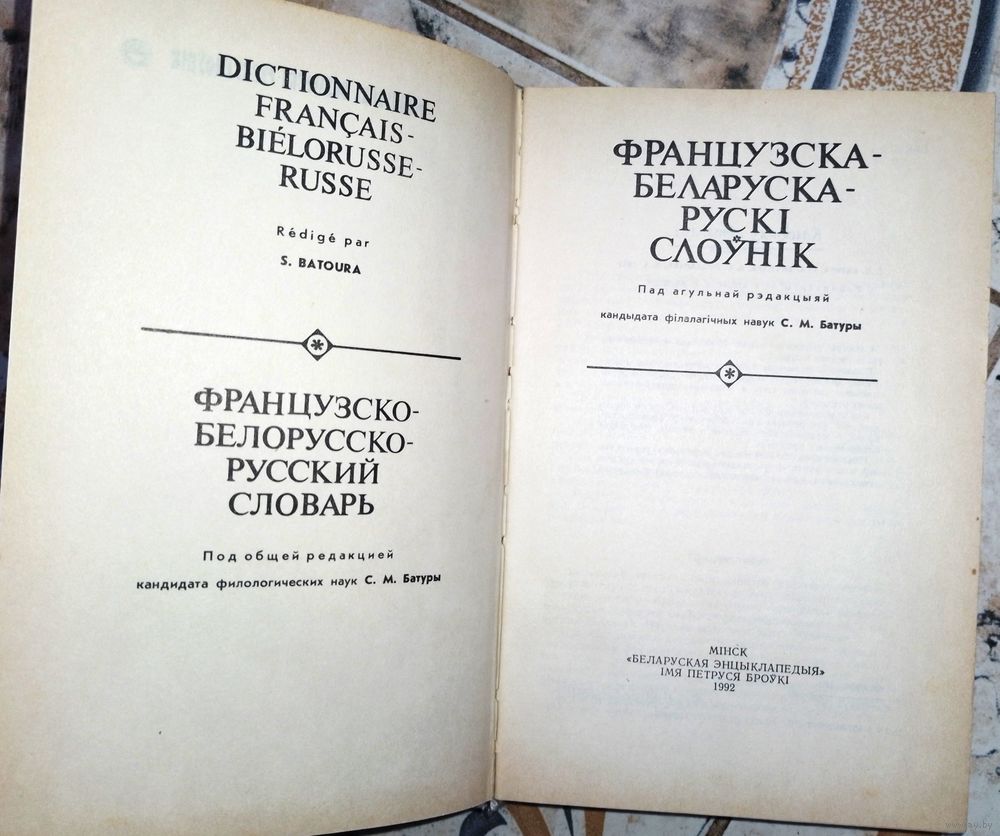 DICTIONNAIRE
FRANÇAIS-
BIÉLORUSSE-
RUSSE
Rédigé par
S. BATOURA
ФРАНЦУЗСКО-
БЕЛОРУССКО-
РУССКИЙ
СЛОВАРЬ
Под общей редакцией
кандидата филологических наук С. М. Батуры
ФРАНЦУЗСКА-
БЕЛАРУСКА-
РУСКІ
СЛОЎНІК
Пад агульнай рэдакцыяй
кандыдата філалагічных навук С. М. Батуры
МІНСК
«БЕЛАРУСКАЯ ЭНЦЫКЛАПЕДЫЯ»
ІМЯ ПЕТРУСЯ БРОЎКІ
1992